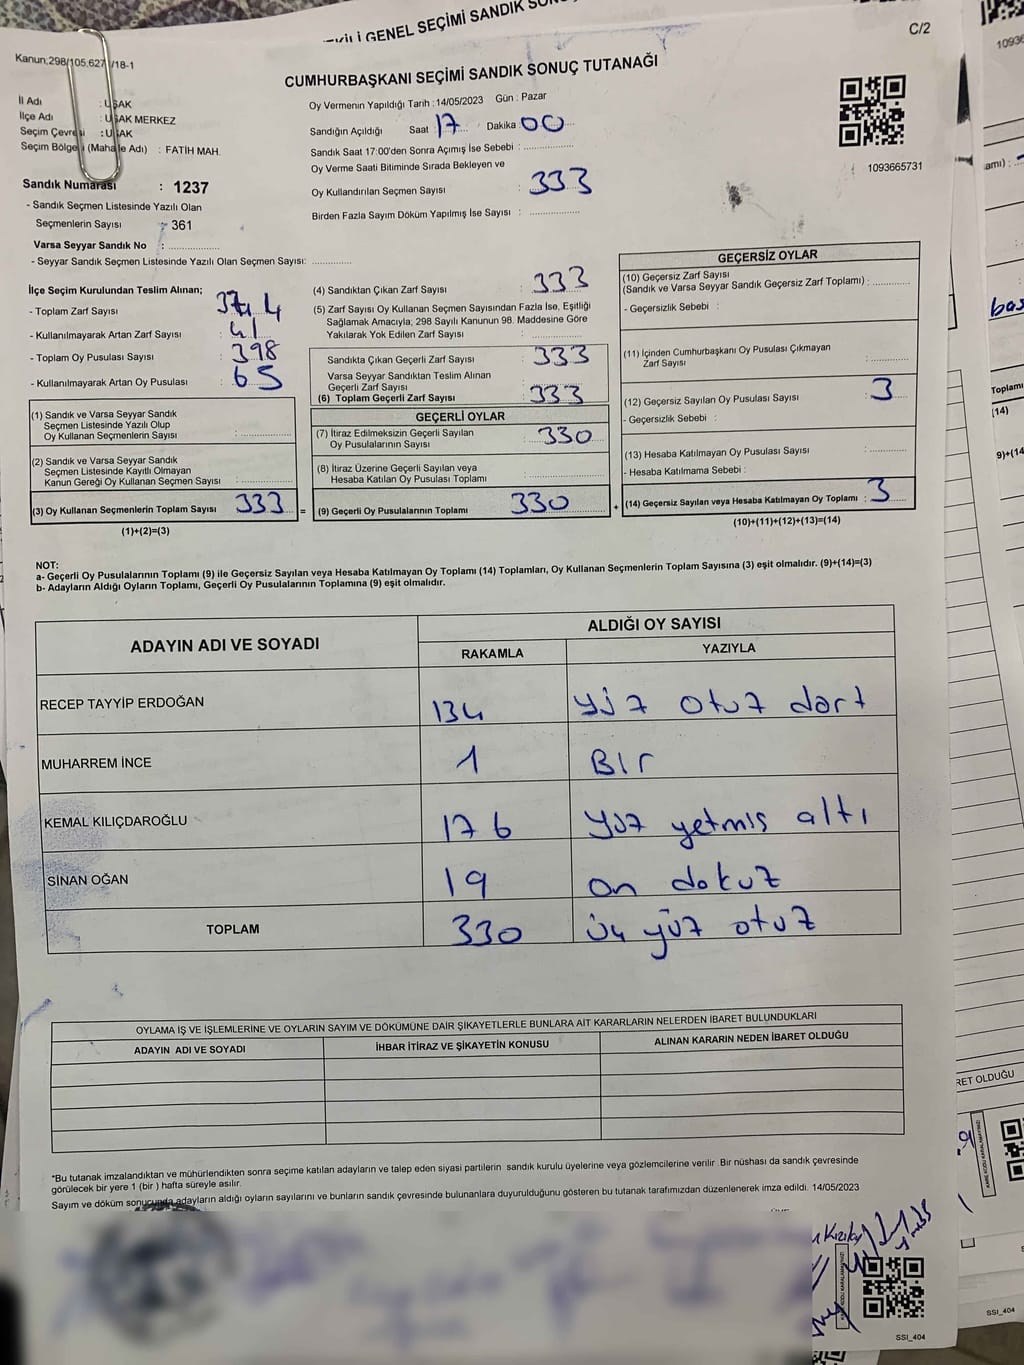 KİLİ GENEL SEÇİMİ SANDIK SONU
C/2
Kanun;298/105;627 /18-1
CUMHURBAŞKANI SEÇİMİ SANDIK SONUÇ TUTANAĞI
İl Adı : UŞAK
İlçe Adı : UŞAK MERKEZ
Seçim Çevresi : UŞAK
Seçim Bölgesi (Mahalle Adı) : FATİH MAH.
Oy Vermenin Yapıldığı Tarih : 14/05/2023 Gün : Pazar
Sandığın Açıldığı Saat 17 Dakika 00
Sandık Saat 17:00'den Sonra Açımış İse Sebebi :
Oy Verme Saati Bitiminde Sırada Bekleyen ve
Oy Kullandırılan Seçmen Sayısı : 333
Birden Fazla Sayım Döküm Yapılmış İse Sayısı :
1093665731
Sandık Numarası : 1237
- Sandık Seçmen Listesinde Yazılı Olan
Seçmenlerin Sayısı : 361
Varsa Seyyar Sandık No :
- Seyyar Sandık Seçmen Listesinde Yazılı Olan Seçmen Sayısı:
İlçe Seçim Kurulundan Teslim Alınan;
- Toplam Zarf Sayısı
- Kullanılmayarak Artan Zarf Sayısı : 41
- Toplam Oy Pusulası Sayısı : 398
- Kullanılmayarak Artan Oy Pusulası : 65
(1) Sandık ve Varsa Seyyar Sandık
Seçmen Listesinde Yazılı Olup
Oy Kullanan Seçmenlerin Sayısı :
(2) Sandık ve Varsa Seyyar Sandık
Seçmen Listesinde Kayıtlı Olmayan
Kanun Gereği Oy Kullanan Seçmen Sayısı :
(3) Oy Kullanan Seçmenlerin Toplam Sayısı 333 =
(1)+(2)=(3)
(4) Sandıktan Çıkan Zarf Sayısı : 333
(5) Zarf Sayısı Oy Kullanan Seçmen Sayısından Fazla İse, Eşitliği
Sağlamak Amacıyla, 298 Sayılı Kanunun 98. Maddesine Göre
Yakılarak Yok Edilen Zarf Sayısı :
Sandıkta Çıkan Geçerli Zarf Sayısı : 333
Varsa Seyyar Sandıktan Teslim Alınan
Geçerli Zarf Sayısı :
(6) Toplam Geçerli Zarf Sayısı : 333
GEÇERLİ OYLAR
(7) İtiraz Edilmeksizin Geçerli Sayılan
Oy Pusulalarının Sayısı : 330
(8) İtiraz Üzerine Geçerli Sayılan veya
Hesaba Katılan Oy Pusulası Toplamı :
(9) Geçerli Oy Pusulalarının Toplamı 330 +
GEÇERSİZ OYLAR
(10) Geçersiz Zarf Sayısı
(Sandık ve Varsa Seyyar Sandık Geçersiz Zarf Toplamı) :
- Geçersizlik Sebebi :
(11) İçinden Cumhurbaşkanı Oy Pusulası Çıkmayan
Zarf Sayısı :
(12) Geçersiz Sayılan Oy Pusulası Sayısı : 3
- Geçersizlik Sebebi :
(13) Hesaba Katılmayan Oy Pusulası Sayısı :
- Hesaba Katılmama Sebebi :
(14) Geçersiz Sayılan veya Hesaba Katılmayan Oy Toplamı : 3
(10)+(11)+(12)+(13)=(14)
NOT:
a- Geçerli Oy Pusulalarının Toplamı (9) ile Geçersiz Sayılan veya Hesaba Katılmayan Oy Toplamı (14) Toplamları, Oy Kullanan Seçmenlerin Toplam Sayısına (3) eşit olmalıdır. (9)+(14)=(3)
b- Adayların Aldığı Oyların Toplamı, Geçerli Oy Pusulalarının Toplamına (9) eşit olmalıdır.
ADAYIN ADI VE SOYADI
ALDIĞI OY SAYISI
RAKAMLA YAZIYLA
RECEP TAYYİP ERDOĞAN 134 yüz otuz dört
MUHARREM İNCE 1 Bir
KEMAL KILIÇDAROĞLU 176 Yüz yetmiş altı
SİNAN OĞAN 19 on dokuz
TOPLAM 330 üç yüz otuz
OYLAMA İŞ VE İŞLEMLERİNE VE OYLARIN SAYIM VE DÖKÜMÜNE DAİR ŞİKAYETLERLE BUNLARA AİT KARARLARIN NELERDEN İBARET BULUNDUKLARI
ADAYIN ADI VE SOYADI İHBAR İTİRAZ VE ŞİKAYETİN KONUSU ALINAN KARARIN NEDEN İBARET OLDUĞU
*Bu tutanak imzalandıktan ve mühürlendikten sonra seçime katılan adayların ve talep eden siyasi partilerin sandık kurulu üyelerine veya gözlemcilerine verilir. Bir nüshası da sandık çevresinde
görülecek bir yere 1 (bir ) hafta süreyle asılır.
Sayım ve döküm sonucunda adayların aldığı oyların sayılarını ve bunların sandık çevresinde bulunanlara duyurulduğunu gösteren bu tutanak tarafımızdan düzenlenerek imza edildi. 14/05/2023
KARE KODU KARALAMAYINIZ!
SSI_404
10936
amı) :
bas
Toplamı
(14)
9)+(14
RET OLDUĞU
KARE KODU KARALAMAYINIZ!
SSI_404